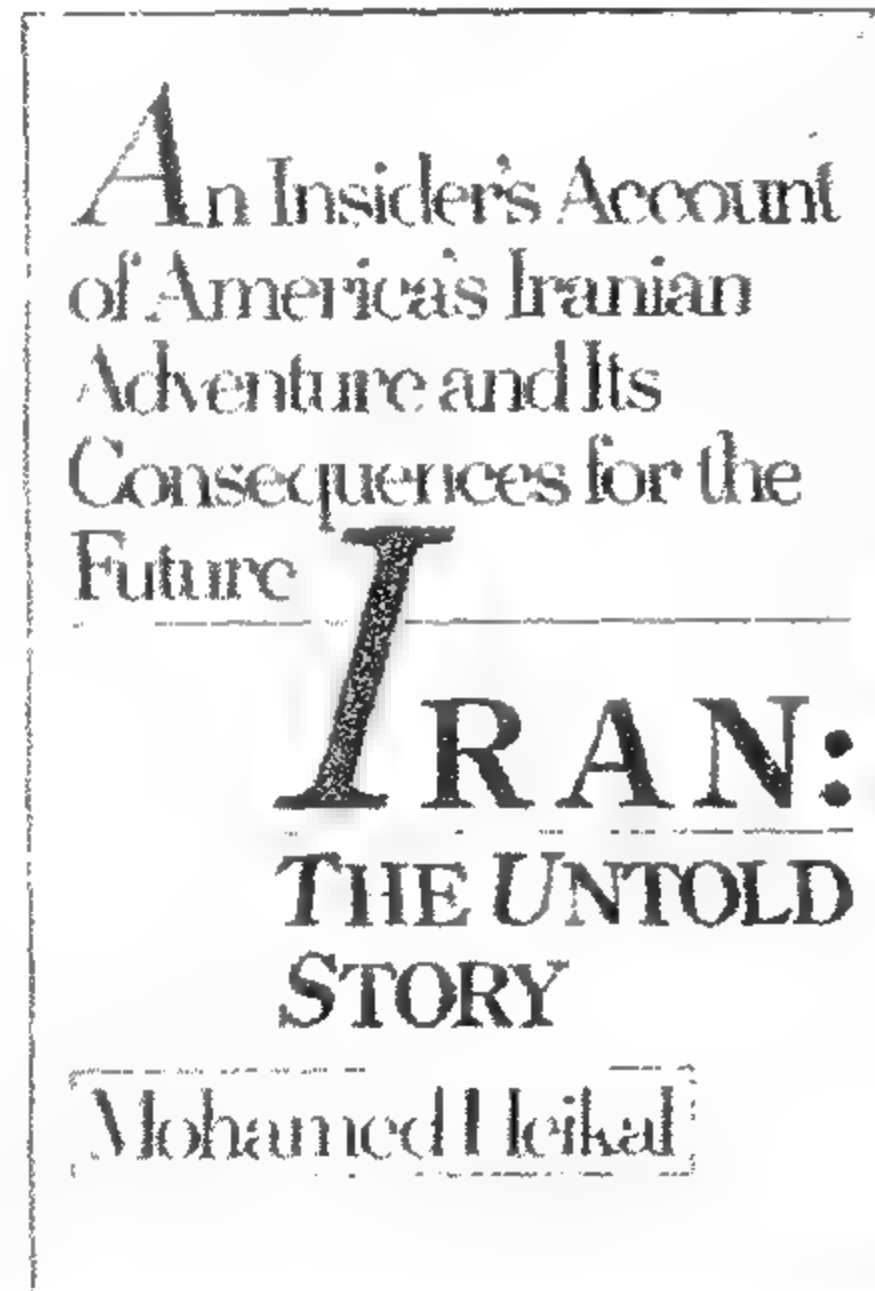 An Insider's Account
of America's Iranian
Adventure and Its
Consequences for the
Future
IRAN:
THE UNTOLD
STORY
Mohamed Heikal